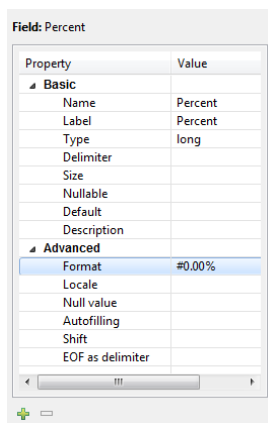 Field: Percent
Property Value
Basic
Name Percent
Label Percent
Type long
Delimiter
Size
Nullable
Default
Description
Advanced
Format #0.00%
Locale
Null value
Autofilling
Shift
EOF as delimiter